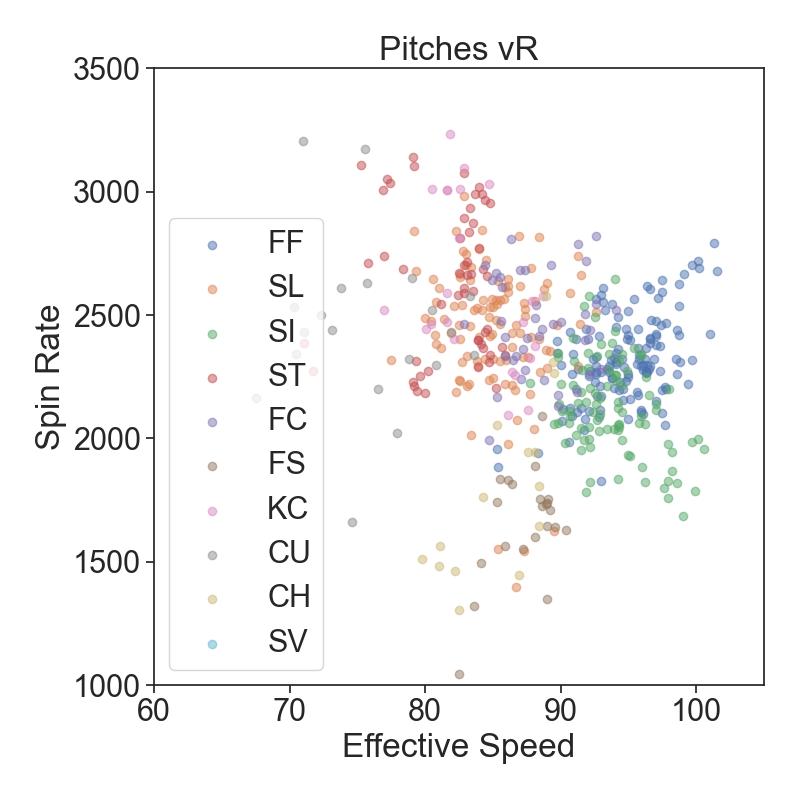 Pitches vR
Spin Rate
3500
3000
2500
2000
1500
1000
FF
SL
SI
ST
FC
FS
KC
CU
CH
SV
60 70 80 90 100
Effective Speed